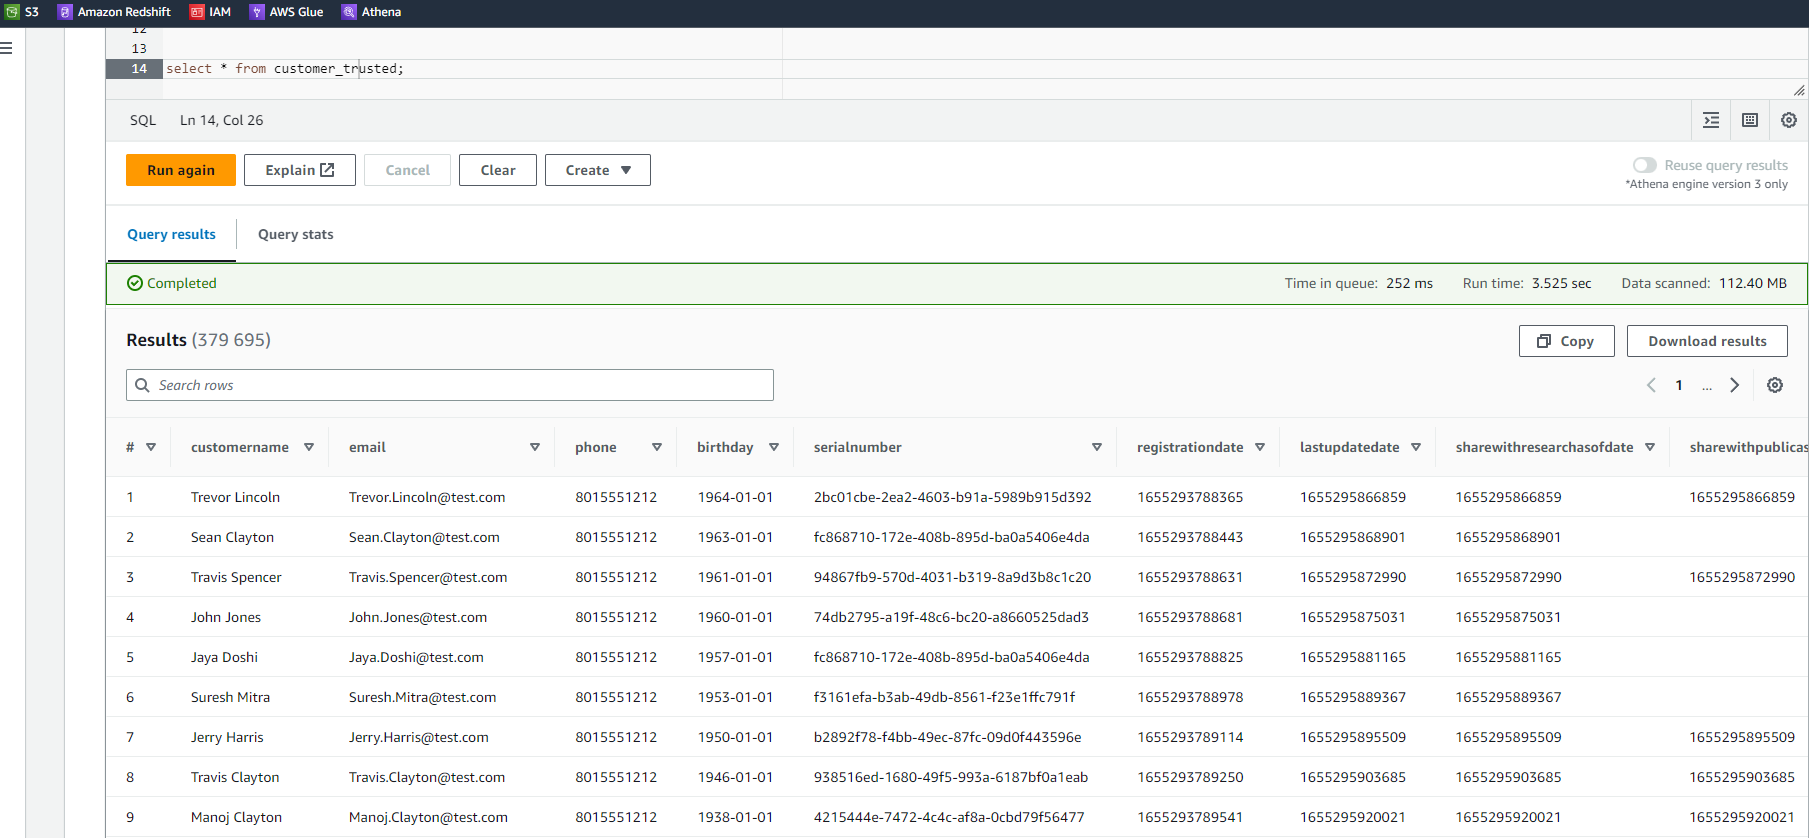 S3 Amazon Redshift IAM AWS Glue Athena
12
13
14 select * from customer_trusted;
SQL Ln 14, Col 26
Run again Explain Cancel Clear Create Reuse query results
*Athena engine version 3 only
Query results Query stats
Completed Time in queue: 252 ms Run time: 3.525 sec Data scanned: 112.40 MB
Results (379 695) Copy Download results
Search rows 1 ...
# customername email phone birthday serialnumber registrationdate lastupdatedate sharewithresearchasofdate sharewithpublicas
1 Trevor Lincoln Trevor.Lincoln@test.com 8015551212 1964-01-01 2bc01cbe-2ea2-4603-b91a-5989b915d392 1655293788365 1655295866859 1655295866859 1655295866859
2 Sean Clayton Sean.Clayton@test.com 8015551212 1963-01-01 fc868710-172e-408b-895d-ba0a5406e4da 1655293788443 1655295868901 1655295868901
3 Travis Spencer Travis.Spencer@test.com 8015551212 1961-01-01 94867fb9-570d-4031-b319-8a9d3b8c1c20 1655293788631 1655295872990 1655295872990 1655295872990
4 John Jones John.Jones@test.com 8015551212 1960-01-01 74db2795-a19f-48c6-bc20-a8660525dad3 1655293788681 1655295875031 1655295875031
5 Jaya Doshi Jaya.Doshi@test.com 8015551212 1957-01-01 fc868710-172e-408b-895d-ba0a5406e4da 1655293788825 1655295881165 1655295881165
6 Suresh Mitra Suresh.Mitra@test.com 8015551212 1953-01-01 f3161efa-b3ab-49db-8561-f23e1ffc791f 1655293788978 1655295889367 1655295889367
7 Jerry Harris Jerry.Harris@test.com 8015551212 1950-01-01 b2892f78-f4bb-49ec-87fc-09d0f443596e 1655293789114 1655295895509 1655295895509 1655295895509
8 Travis Clayton Travis.Clayton@test.com 8015551212 1946-01-01 938516ed-1680-49f5-993a-6187bf0a1eab 1655293789250 1655295903685 1655295903685 1655295903685
9 Manoj Clayton Manoj.Clayton@test.com 8015551212 1938-01-01 4215444e-7472-4c4c-af8a-0cbd79f56477 1655293789541 1655295920021 1655295920021 1655295920021